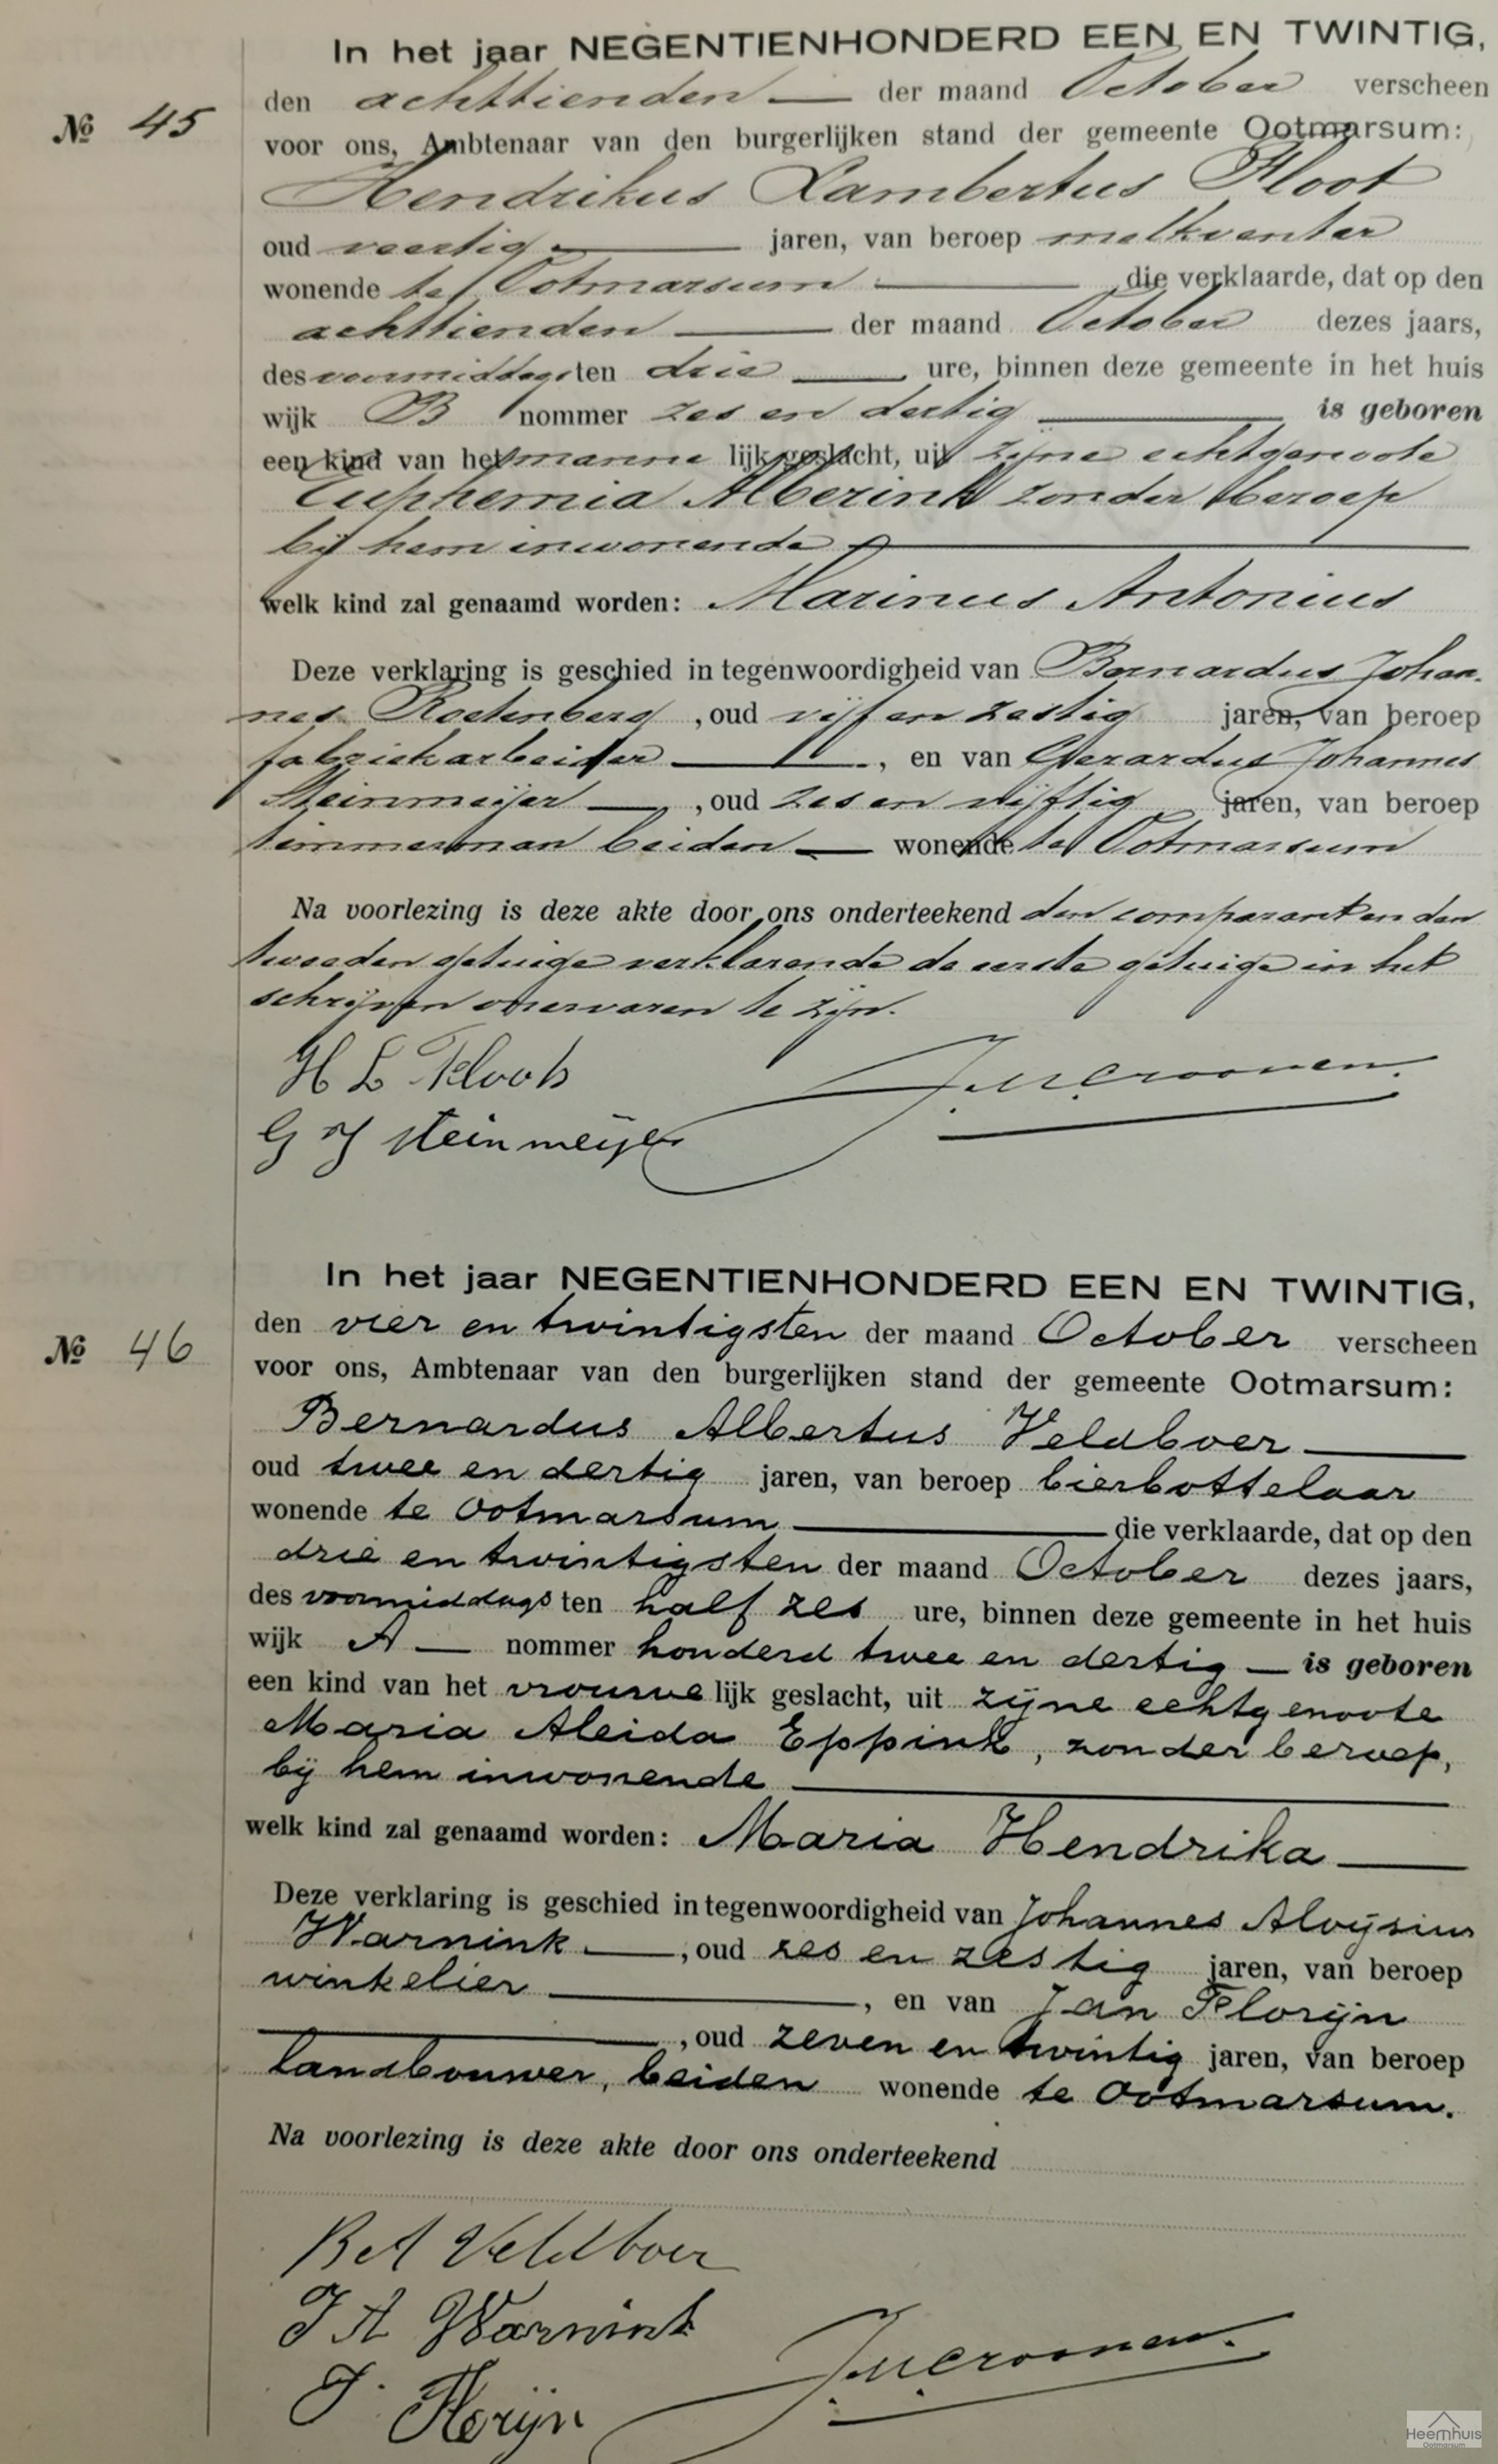 In het jaar NEGENTIENHONDERD EEN EN TWINTIG,
den achttienden der maand October verscheen
№ 45
voor ons, Ambtenaar van den burgerlijken stand der gemeente Ootmarsum:
Hendrikus Lambertus Floot
oud veertig jaren, van beroep melkventer
wonende te Ootmarsum die verklaarde, dat op den
achttienden der maand October dezes jaars,
des voormiddags ten drie ure, binnen deze gemeente in het huis
wijk B nommer zes en dertig is geboren
een kind van het manne lijk geslacht, uit zijne echtgenoote
Euphemia Alberink zonder beroep
bij hem inwonende
welk kind zal genaamd worden: Marinus Antonius
Deze verklaring is geschied in tegenwoordigheid van Bernardus Johan-
nes Roetenberg, oud vijf en zestig jaren, van beroep
fabriekarbeider, en van Gerardus Johannes
Steinmeijer, oud zes en vijftig jaren, van beroep
timmerman beiden wonende te Ootmarsum
Na voorlezing is deze akte door ons onderteekend den comparant en den
tweeden getuige verklarende de eerste getuige in het
schrijven onervaren te zijn.
H L Floot
G J Steinmeijer
In het jaar NEGENTIENHONDERD EEN EN TWINTIG,
den vier en twintigsten der maand October verscheen
№ 46
voor ons, Ambtenaar van den burgerlijken stand der gemeente Ootmarsum:
Bernardus Albertus Veldboer
oud twee en dertig jaren, van beroep bierbottelaar
wonende te Ootmarsum die verklaarde, dat op den
drie en twintigsten der maand October dezes jaars,
des voormiddags ten half zes ure, binnen deze gemeente in het huis
wijk A nommer honderd twee en dertig is geboren
een kind van het vrouwe lijk geslacht, uit zijne echtgenoote
Maria Aleida Eppink, zonder beroep,
bij hem inwonende
welk kind zal genaamd worden: Maria Hendrika
Deze verklaring is geschied in tegenwoordigheid van Johannes Aloÿsius
Warnink, oud zes en zestig jaren, van beroep
winkelier, en van Jan Florijn
, oud zeven en twintig jaren, van beroep
landbouwer, beiden wonende te Ootmarsum.
Na voorlezing is deze akte door ons onderteekend
B A Veldboer
J A Warnink
J. Florijn
Heemhuis
Ootmarsum